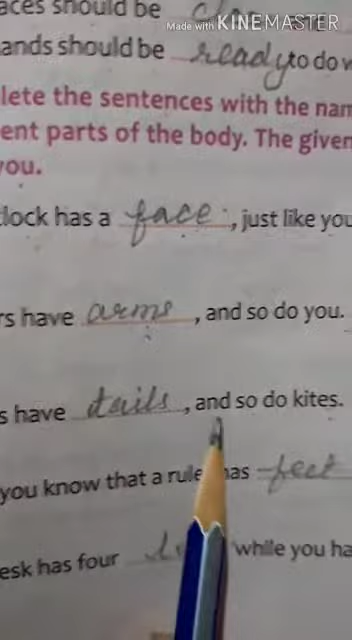 aces should be
Made with KINEMASTER
ands should be ready to do w
lete the sentences with the nam
ent parts of the body. The given
you.
lock has a face, just like you
rs have arms, and so do you.
s have tails, and so do kites.
you know that a rule has feet
esk has four while you ha